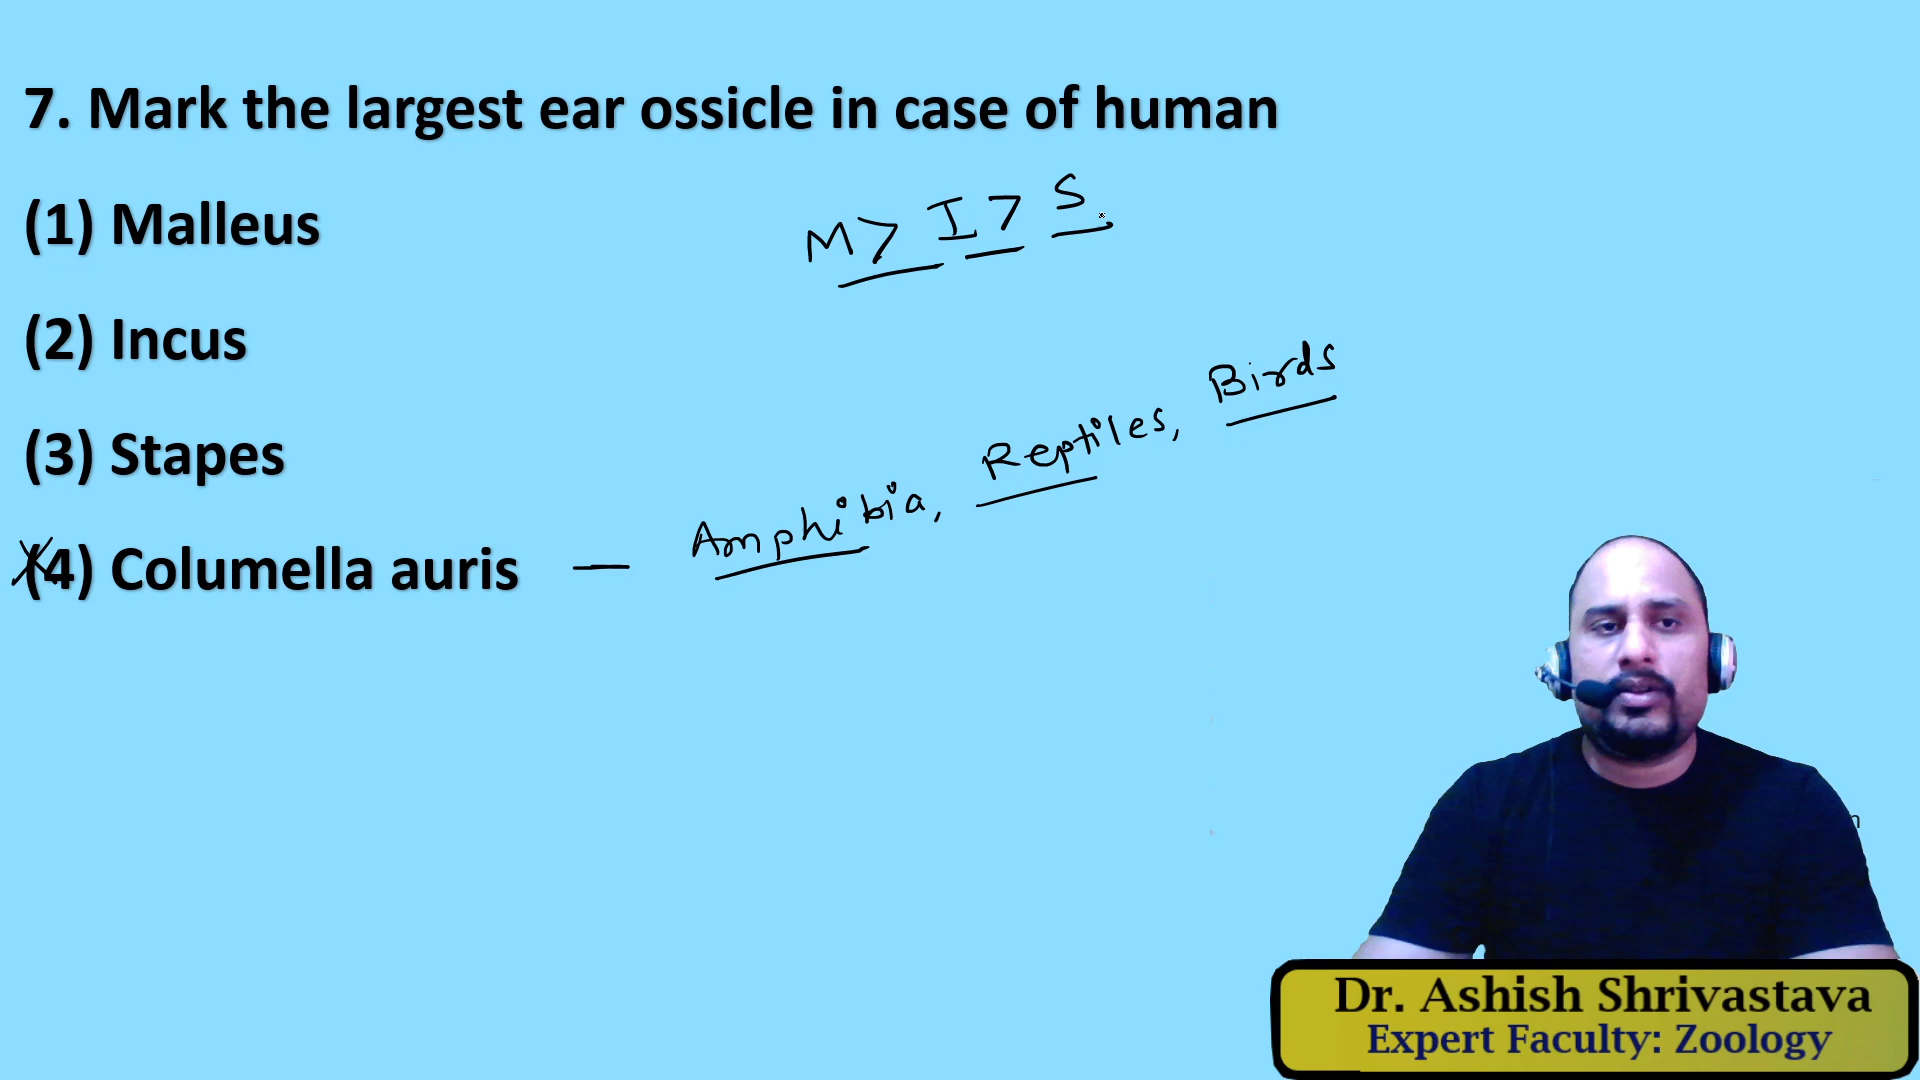 7. Mark the largest ear ossicle in case of human
M > I > S
(1) Malleus
(2) Incus
(3) Stapes
(4) Columella auris — Amphibia, Reptiles, Birds
Dr. Ashish Shrivastava
Expert Faculty: Zoology